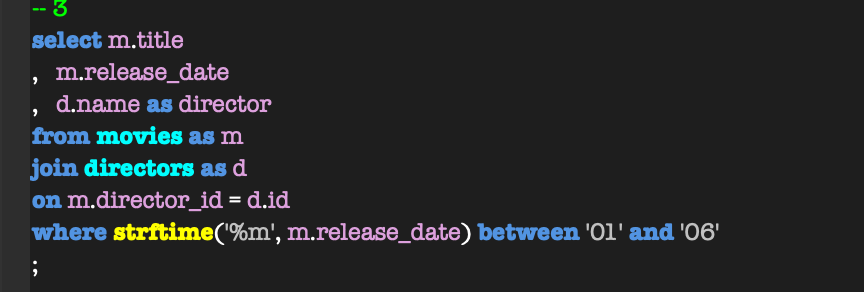 -- 3
select m.title
,  m.release_date
,  d.name as director
from movies as m
join directors as d
on m.director_id = d.id
where strftime('%m', m.release_date) between '01' and '06'
;